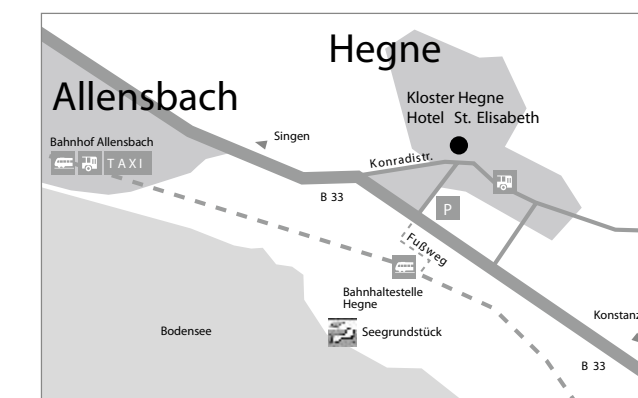 Hegne
Allensbach
Kloster Hegne
Hotel St. Elisabeth
Singen
Bahnhof Allensbach
TAXI
Konradistr.
B 33
P
Fußweg
Bahnhaltestelle
Hegne
Konstanz
Bodensee
Seegrundstück
B 33